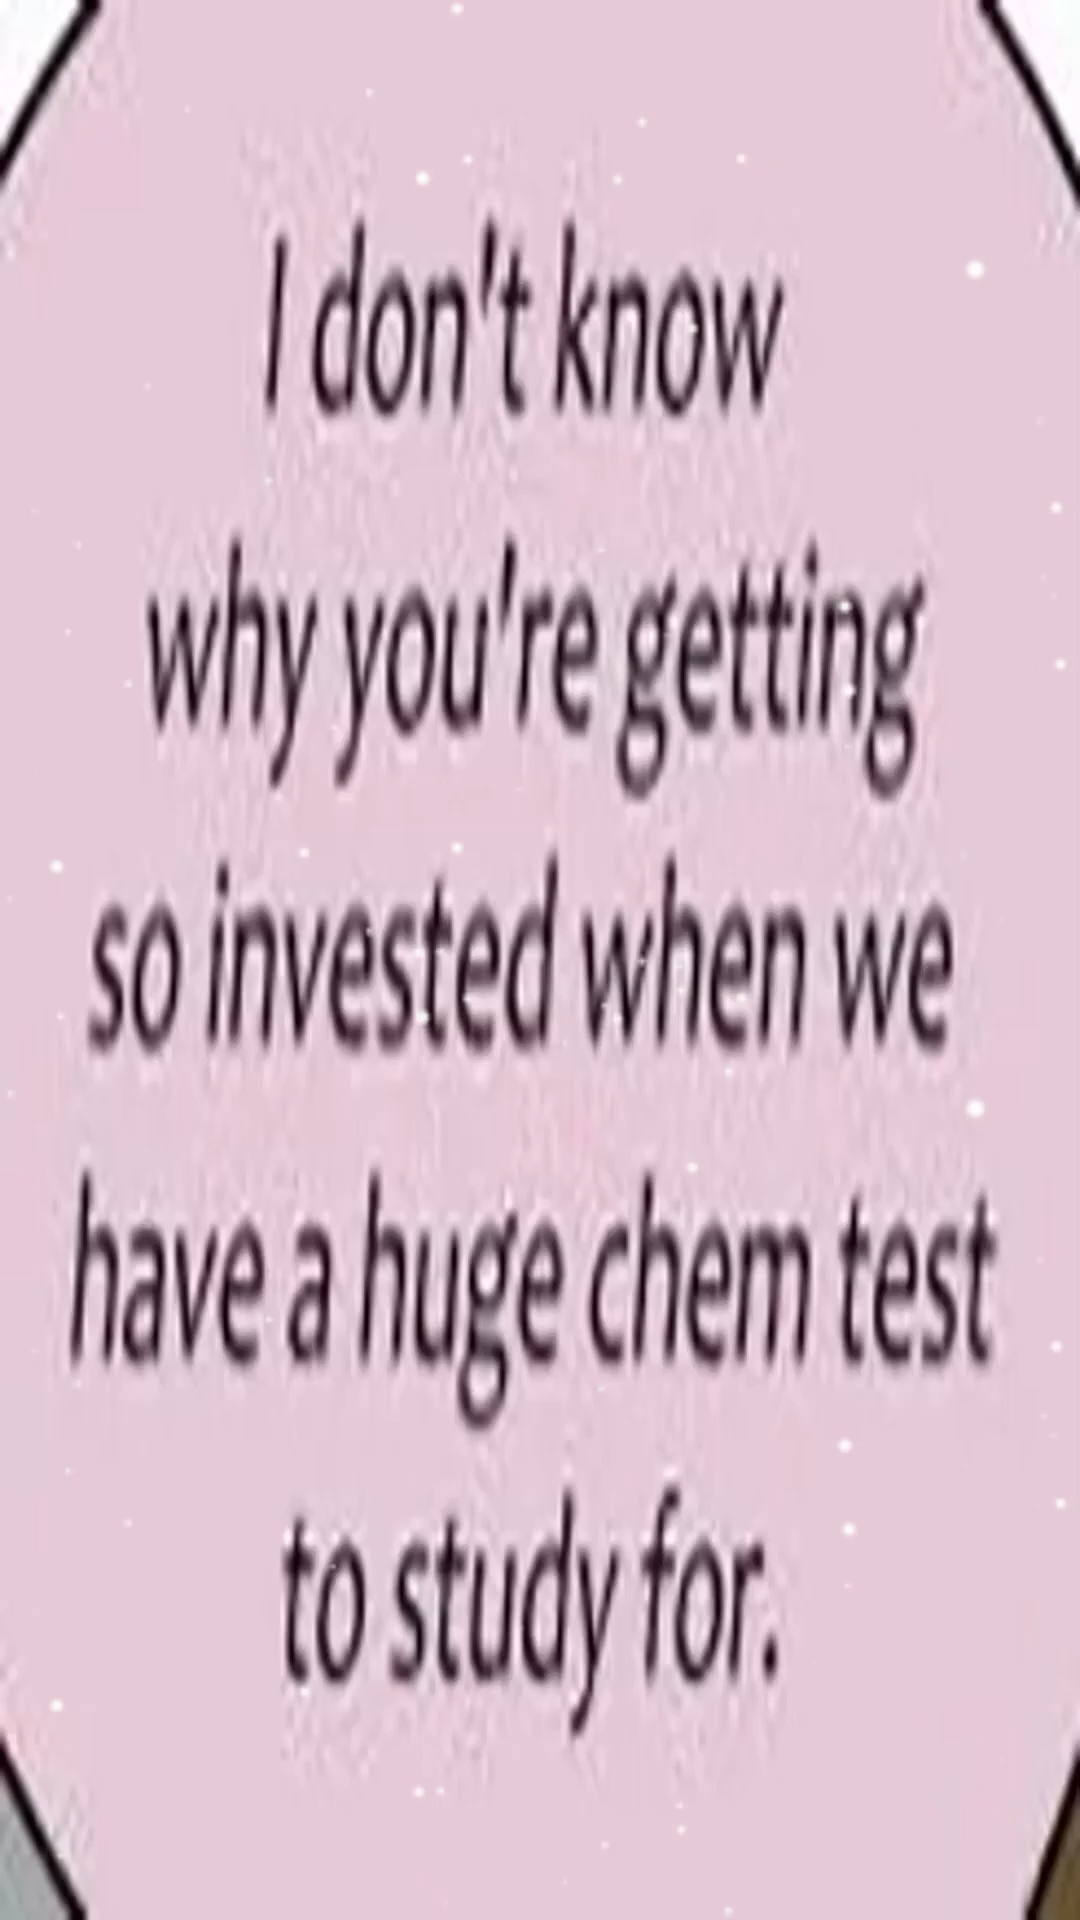 I don't know
why you're getting
so invested when we
have a huge chem test
to study for.